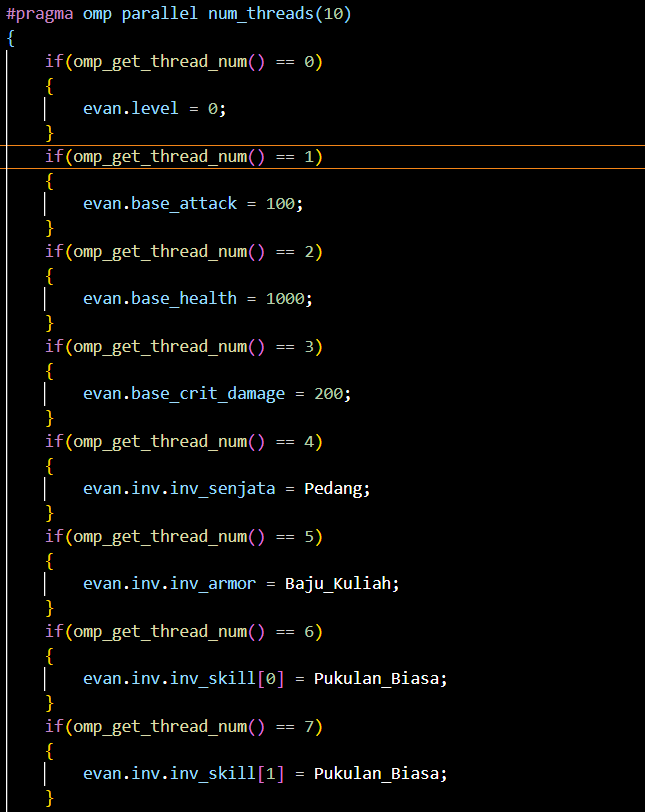 #pragma omp parallel num_threads(10)
{
    if(omp_get_thread_num() == 0)
    {
        evan.level = 0;
    }
    if(omp_get_thread_num() == 1)
    {
        evan.base_attack = 100;
    }
    if(omp_get_thread_num() == 2)
    {
        evan.base_health = 1000;
    }
    if(omp_get_thread_num() == 3)
    {
        evan.base_crit_damage = 200;
    }
    if(omp_get_thread_num() == 4)
    {
        evan.inv.inv_senjata = Pedang;
    }
    if(omp_get_thread_num() == 5)
    {
        evan.inv.inv_armor = Baju_Kuliah;
    }
    if(omp_get_thread_num() == 6)
    {
        evan.inv.inv_skill[0] = Pukulan_Biasa;
    }
    if(omp_get_thread_num() == 7)
    {
        evan.inv.inv_skill[1] = Pukulan_Biasa;
    }